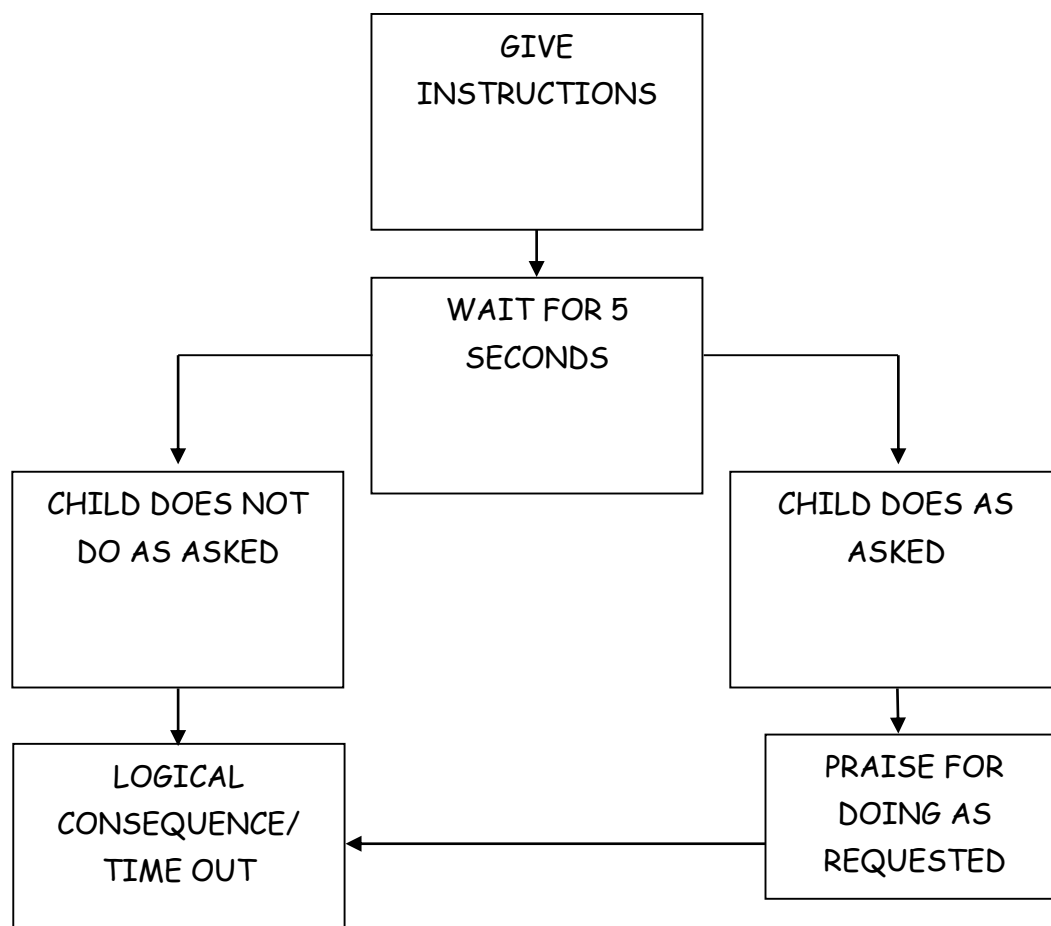 GIVE
INSTRUCTIONS
WAIT FOR 5
SECONDS
CHILD DOES NOT
DO AS ASKED
CHILD DOES AS
ASKED
LOGICAL
CONSEQUENCE/
TIME OUT
PRAISE FOR
DOING AS
REQUESTED